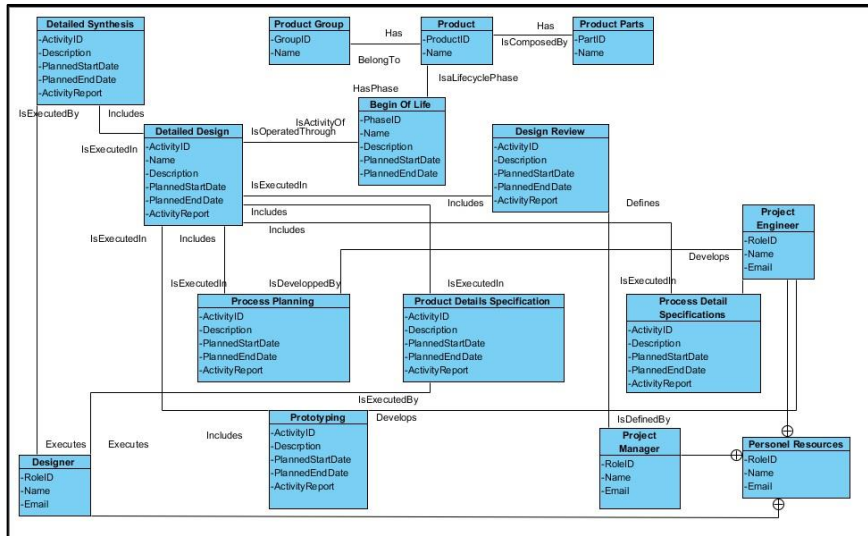 Detailed Synthesis
-ActivityID
-Description
-PlannedStartDate
-PlannedEndDate
-ActivityReport
Product Group
-GroupID
-Name
Has
BelongTo
Product
-ProductID
-Name
Has
IsComposedBy
Product Parts
-PartID
-Name
IsaLifecyclePhase
HasPhase
IsExecutedBy
Includes
Begin Of Life
-PhaseID
-Name
-Description
-PlannedStartDate
-PlannedEndDate
IsActivityOf
IsOperatedThrough
Detailed Design
-ActivityID
-Name
-Description
-PlannedStartDate
-PlannedEndDate
-ActivityReport
IsExecutedIn
Design Review
-ActivityID
-Description
-PlannedStartDate
-PlannedEndDate
-ActivityReport
IsExecutedIn
Includes
Includes
Includes
Defines
Project
Engineer
-RoleID
-Name
-Email
IsExecutedIn
Includes
Develops
IsExecutedIn
IsDeveloppedBy
IsExecutedIn
IsExecutedIn
Process Planning
-ActivityID
-Description
-PlannedStartDate
-PlannedEndDate
-ActivityReport
Product Details Specification
-ActivityID
-Description
-PlannedStartDate
-PlannedEndDate
-ActivityReport
Process Detail
Specifications
-ActivityID
-Description
-PlannedStartDate
-PlannedEndDate
-ActivityReport
IsExecutedBy
Prototyping
-ActivityID
-Descrption
-PlannedStartDate
-PlannedEndDate
-ActivityReport
Develops
IsDefinedBy
Includes
Executes
Executes
Designer
-RoleID
-Name
-Email
Project
Manager
-RoleID
-Name
-Email
Personel Resources
-RoleID
-Name
-Email